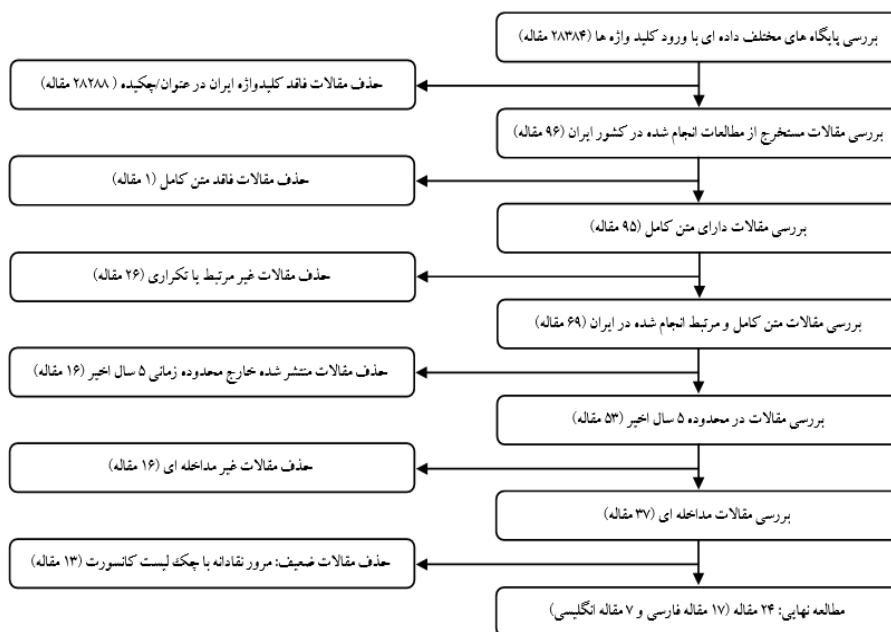 بررسی پایگاه های مختلف داده ای با ورود کلید واژه ها (۲۸۳۸۴ مقاله)
حذف مقالات فاقد کلیدواژه ایران در عنوان/چکیده ( ۲۸۲۸۸ مقاله)
بررسی مقالات مستخرج از مطالعات انجام شده در کشور ایران (۹۶ مقاله)
حذف مقالات فاقد متن کامل (۱ مقاله)
بررسی مقالات دارای متن کامل (۹۵ مقاله)
حذف مقالات غیر مرتبط یا تکراری (۲۶ مقاله)
بررسی مقالات متن کامل و مرتبط انجام شده در ایران (۶۹ مقاله)
حذف مقالات منتشر شده خارج محدوده زمانی ۵ سال اخیر (۱۶ مقاله)
بررسی مقالات در محدوده ۵ سال اخیر (۵۳ مقاله)
حذف مقالات غیر مداخله ای (۱۶ مقاله)
بررسی مقالات مداخله ای (۳۷ مقاله)
حذف مقالات ضعیف: مرور نقادانه با چک لیست کانسورت (۱۳ مقاله)
مطالعه نهایی: ۲۴ مقاله (۱۷ مقاله فارسی و ۷ مقاله انگلیسی)